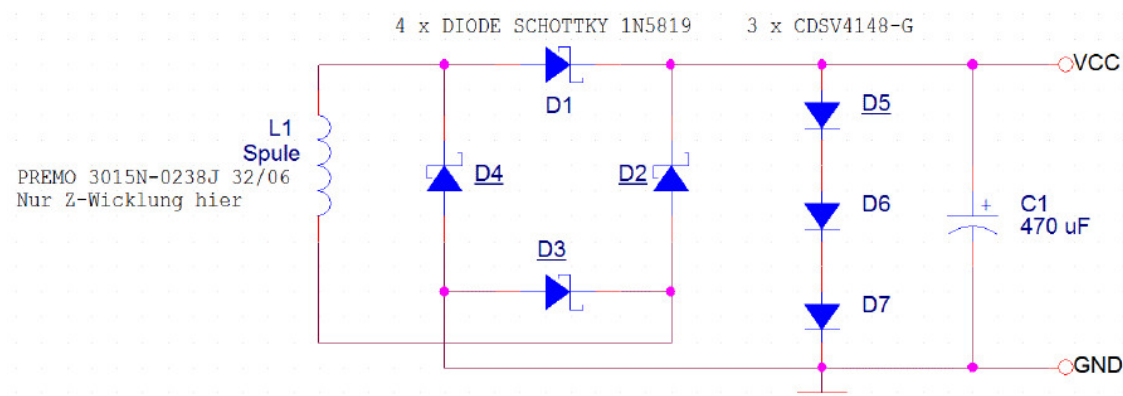 4 x DIODE SCHOTTKY 1N5819
3 x CDSV4148-G
VCC
D1
D5
L1
Spule
PREMO 3015N-0238J 32/06
Nur Z-Wicklung hier
D4
D2
D6
+
C1
470 uF
D3
D7
GND